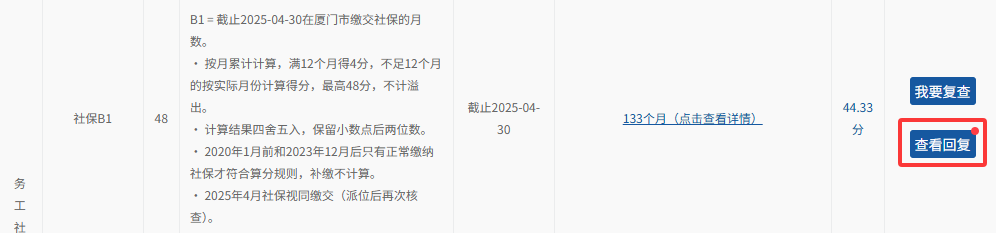 务
工
社
社保B1
48
B1 = 截止2025-04-30在厦门市缴交社保的月
数。
· 按月累计计算，满12个月得4分，不足12个月
的按实际月份计算得分，最高48分，不计溢
出。
· 计算结果四舍五入，保留小数点后两位数。
· 2020年1月前和2023年12月后只有正常缴纳
社保才符合算分规则，补缴不计算。
· 2025年4月社保视同缴交（派位后再次核
查）。
截止2025-04-
30
133个月（点击查看详情）
44.33
分
我要复查
查看回复